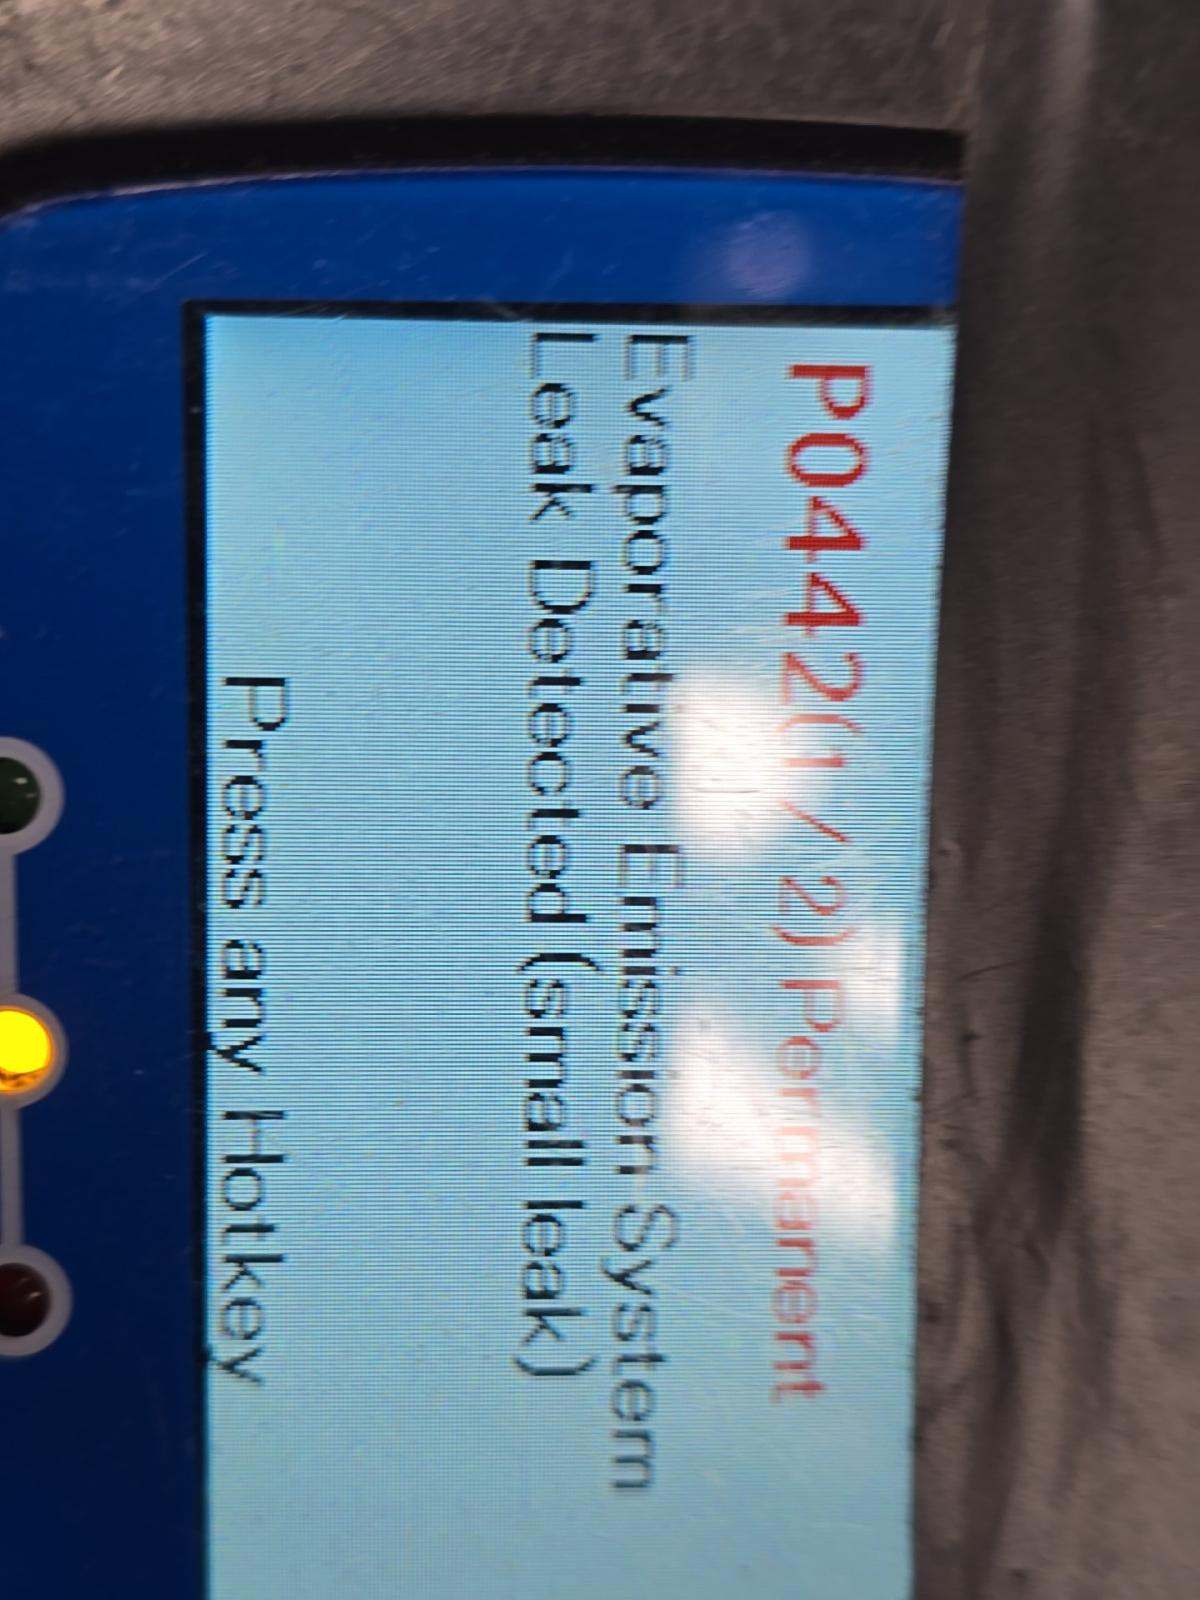 P0442(1/2)Permanent
Evaporative Emission System
Leak Detected (small leak)
Press any Hotkey